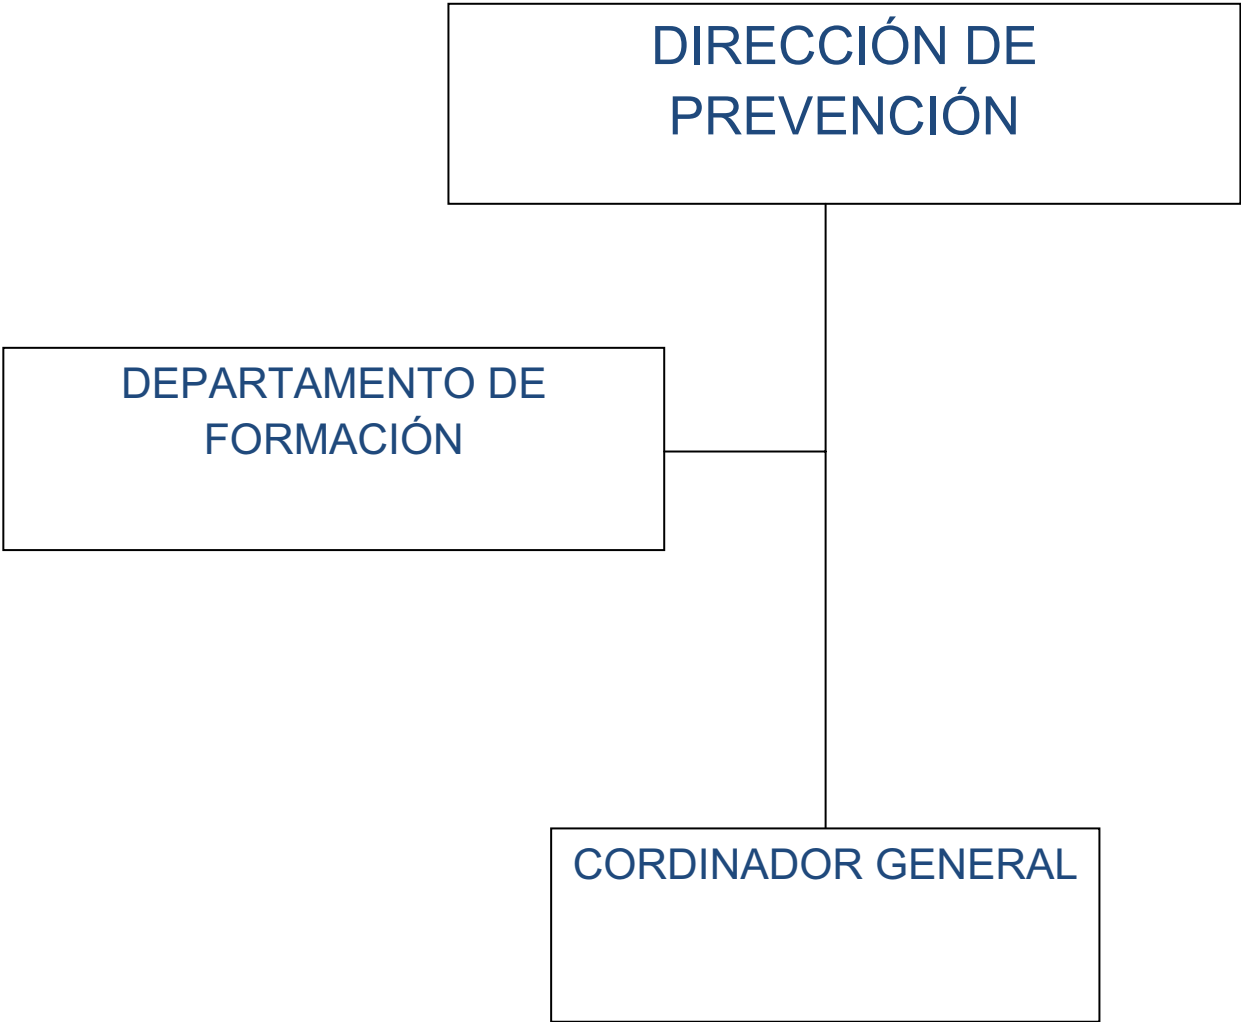 DIRECCIÓN DE
PREVENCIÓN
DEPARTAMENTO DE
FORMACIÓN
CORDINADOR GENERAL